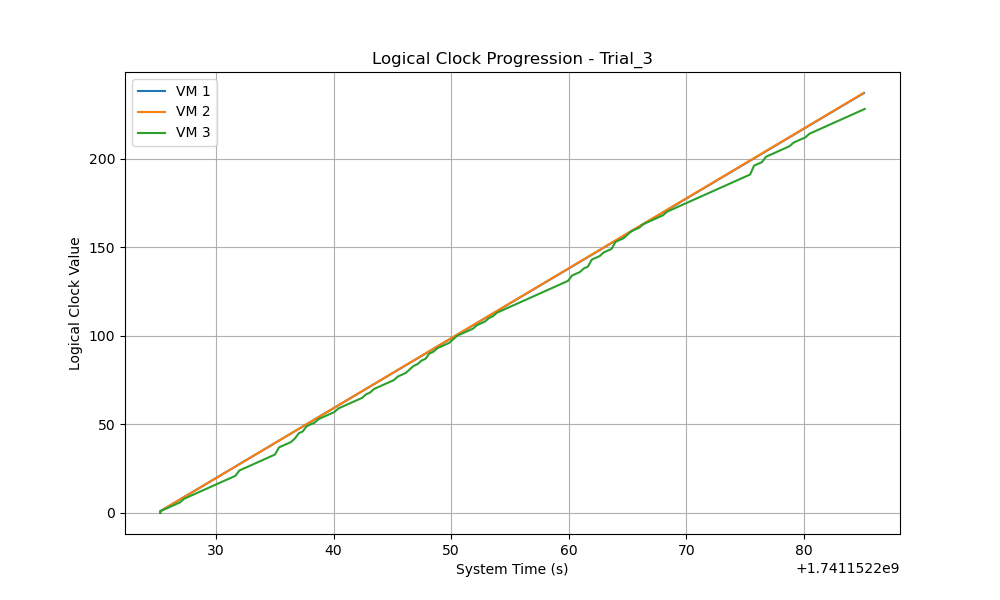 Logical Clock Progression - Trial_3
VM 1
VM 2
VM 3
Logical Clock Value
200
150
100
50
0
30 40 50 60 70 80
System Time (s)
+1.7411522e9